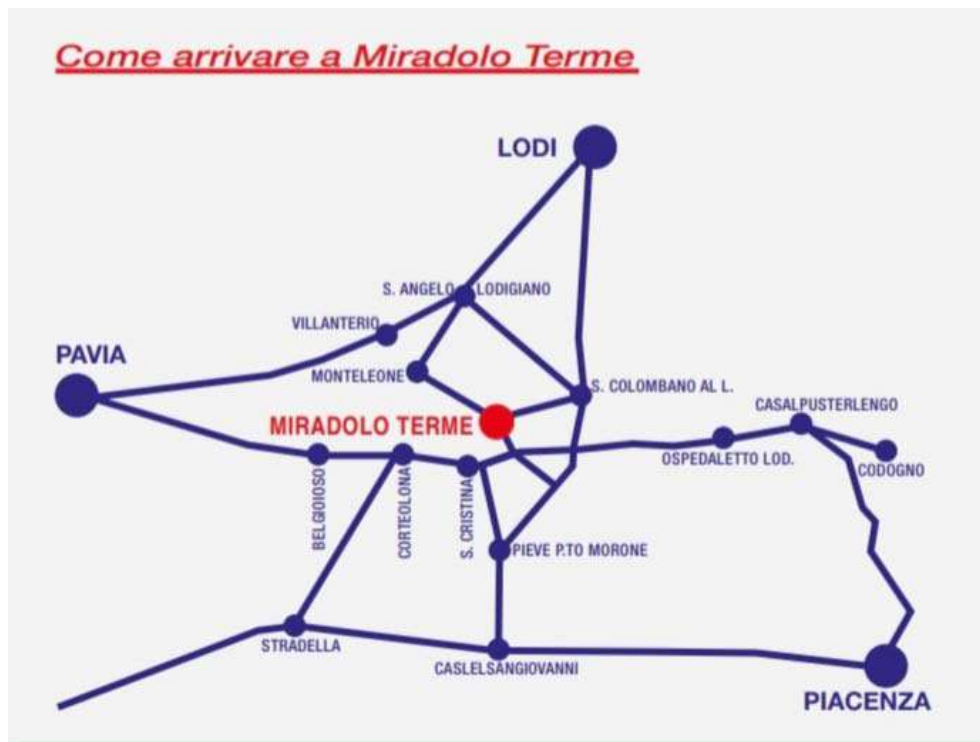 Come arrivare a Miradolo Terme
LODI
S. ANGELO LODIGIANO
VILLANTERIO
PAVIA
MONTELEONE
S. COLOMBANO AL L.
CASALPUSTERLENGO
MIRADOLO TERME
OSPEDALETTO LOD.
CODOGNO
BELGIOIOSO
CORTEOLONA
S. CRISTINA
PIEVE P.TO MORONE
STRADELLA
CASLELSANGIOVANNI
PIACENZA